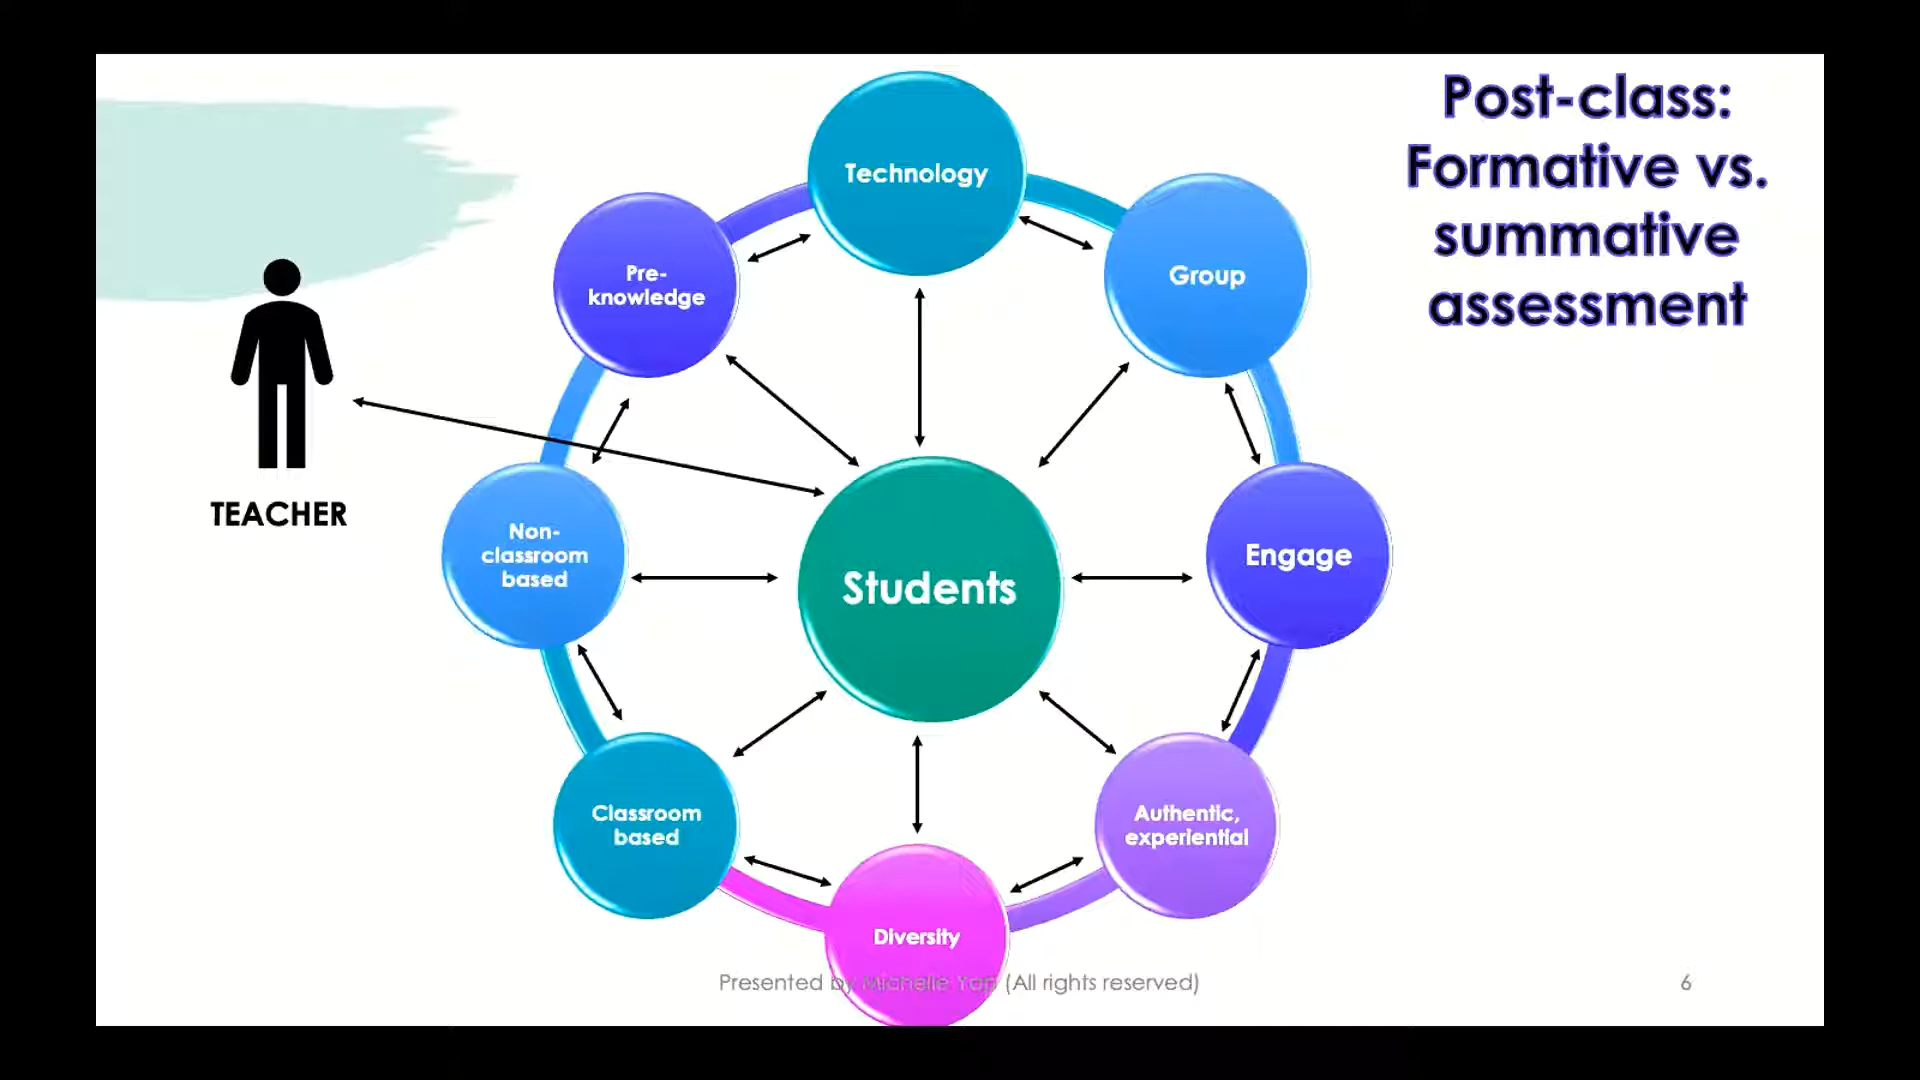 Post-class:
Formative vs.
summative
assessment
Technology
Group
Pre-
knowledge
TEACHER
Non-
classroom
based
Students
Engage
Classroom
based
Authentic,
experiential
Diversity
Presented by Michelle Yap (All rights reserved)
6